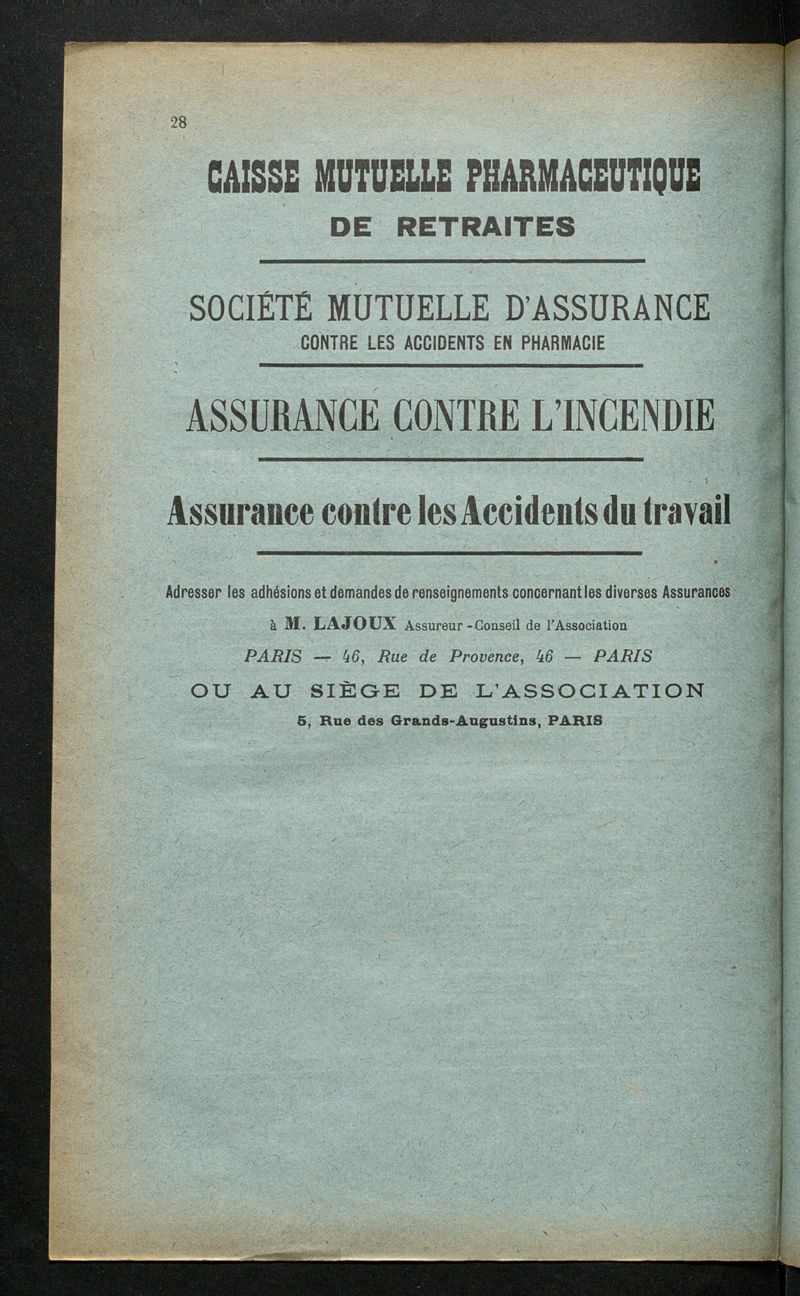 28
CAISSE MUTUELLE PHARMACEUTIQUE
DE RETRAITES
SOCIÉTÉ MUTUELLE D'ASSURANCE
CONTRE LES ACCIDENTS EN PHARMACIE
ASSURANCE CONTRE L'INCENDIE
Assurance contre les Accidents du travail
Adresser les adhésions et demandes de renseignements concernant les diverses Assurances
à M. LAJOUX Assureur-Conseil de l'Association
PARIS — 46, Rue de Provence, 46 — PARIS
OU AU SIÈGE DE L'ASSOCIATION
5, Rue des Grands-Augustins, PARIS